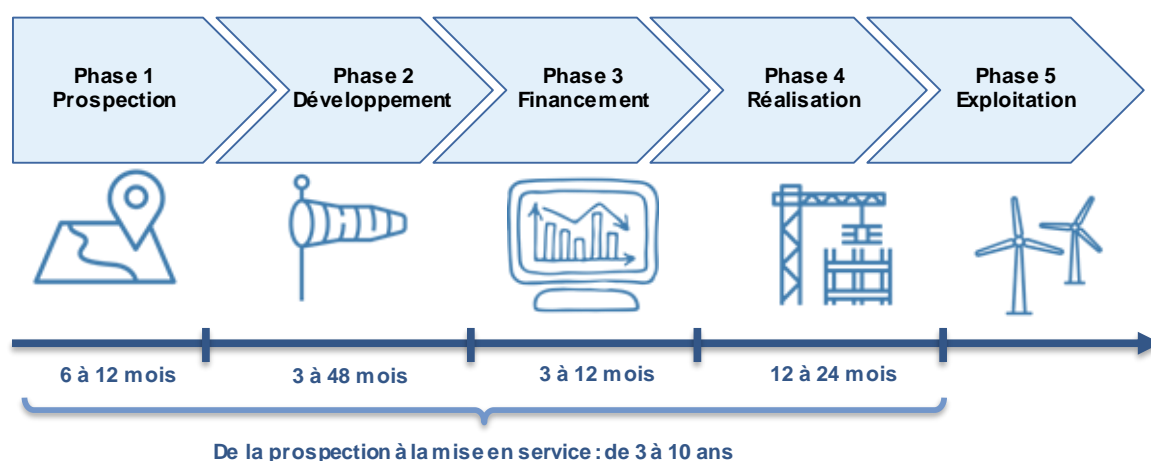 Phase 1
Prospection
Phase 2
Développement
Phase 3
Financement
Phase 4
Réalisation
Phase 5
Exploitation
6 à 12 mois
3 à 48 mois
3 à 12 mois
12 à 24 mois
De la prospection à la mise en service : de 3 à 10 ans